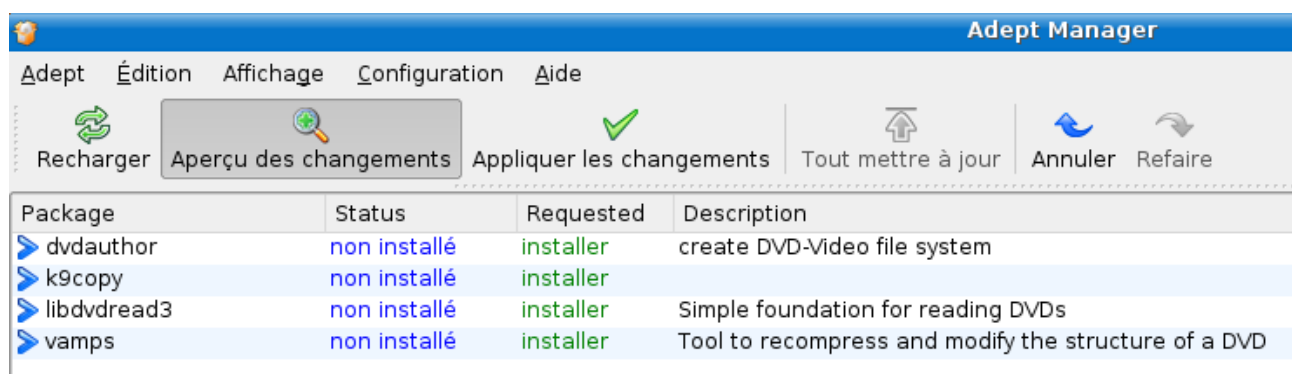 Adept Manager
Adept Édition Affichage Configuration Aide
Recharger Aperçu des changements Appliquer les changements Tout mettre à jour Annuler Refaire
Package Status Requested Description
dvdauthor non installé installer create DVD-Video file system
k9copy non installé installer
libdvdread3 non installé installer Simple foundation for reading DVDs
vamps non installé installer Tool to recompress and modify the structure of a DVD